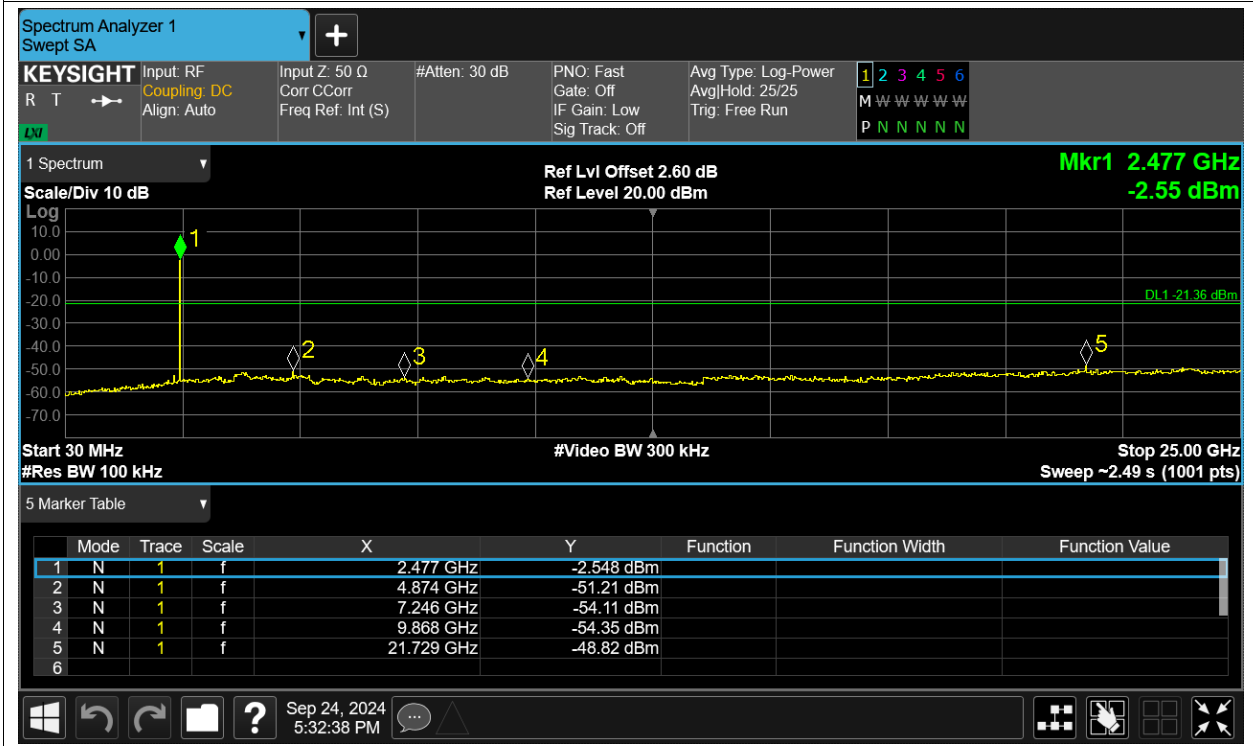 Spectrum Analyzer 1
Swept SA
KEYSIGHT Input: RF Input Z: 50 Ω #Atten: 30 dB PNO: Fast Avg Type: Log-Power 1 2 3 4 5 6
R T Coupling: DC Corr CCorr Gate: Off Avg|Hold: 25/25 M W W W W W
Align: Auto Freq Ref: Int (S) IF Gain: Low Trig: Free Run
LXI Sig Track: Off P N N N N N
1 Spectrum Ref Lvl Offset 2.60 dB Mkr1 2.477 GHz
Scale/Div 10 dB Ref Level 20.00 dBm -2.55 dBm
Log
10.0 1
0.00
-10.0
-20.0 DL1 -21.36 dBm
-30.0
-40.0 2 3 4 5
-50.0
-60.0
-70.0
Start 30 MHz #Video BW 300 kHz Stop 25.00 GHz
#Res BW 100 kHz Sweep ~2.49 s (1001 pts)
5 Marker Table
Mode Trace Scale X Y Function Function Width Function Value
1 N 1 f 2.477 GHz -2.548 dBm
2 N 1 f 4.874 GHz -51.21 dBm
3 N 1 f 7.246 GHz -54.11 dBm
4 N 1 f 9.868 GHz -54.35 dBm
5 N 1 f 21.729 GHz -48.82 dBm
6
? Sep 24, 2024
5:32:38 PM